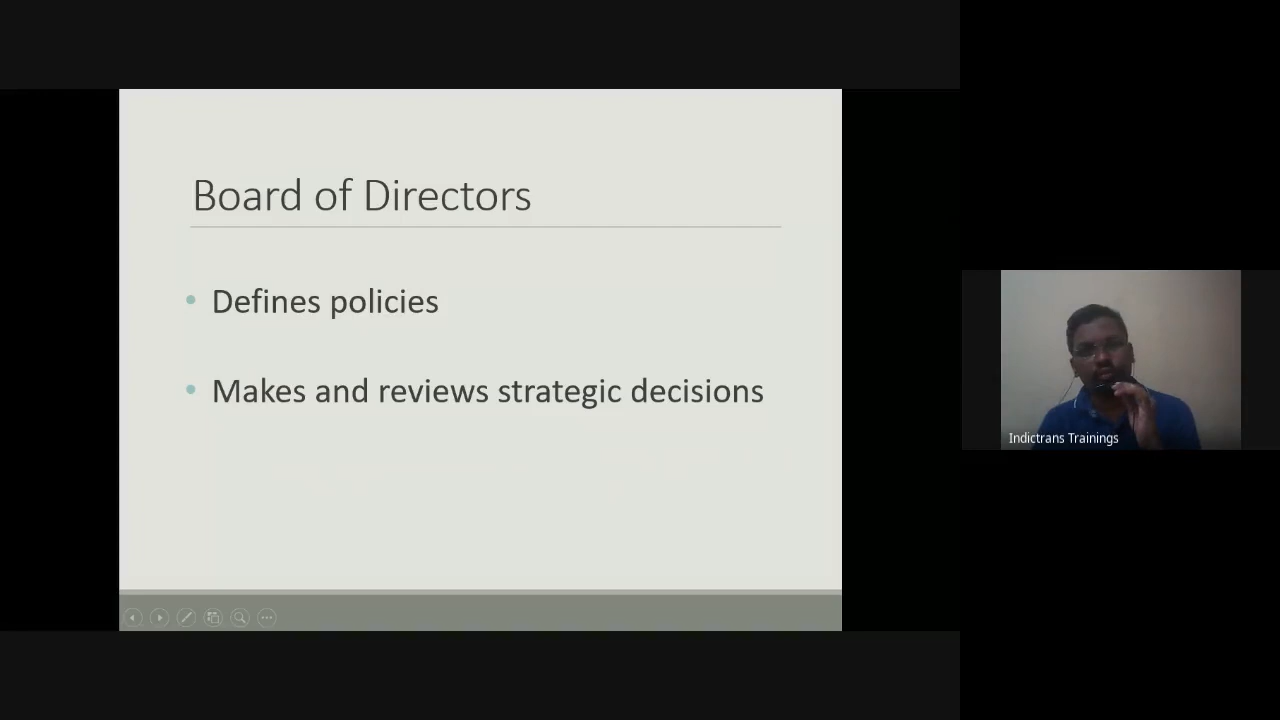 Board of Directors
Defines policies
Makes and reviews strategic decisions
Indictrans Trainings